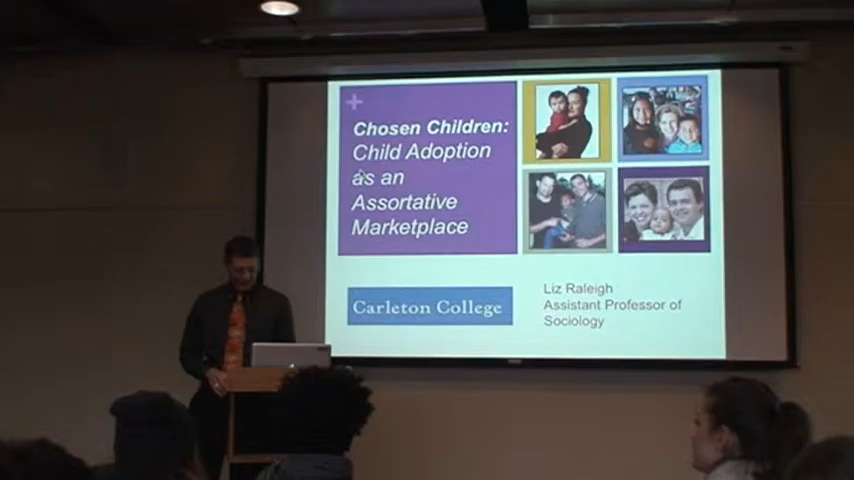 Chosen Children:
Child Adoption
as an
Assortative
Marketplace
Carleton College
Liz Raleigh
Assistant Professor of
Sociology